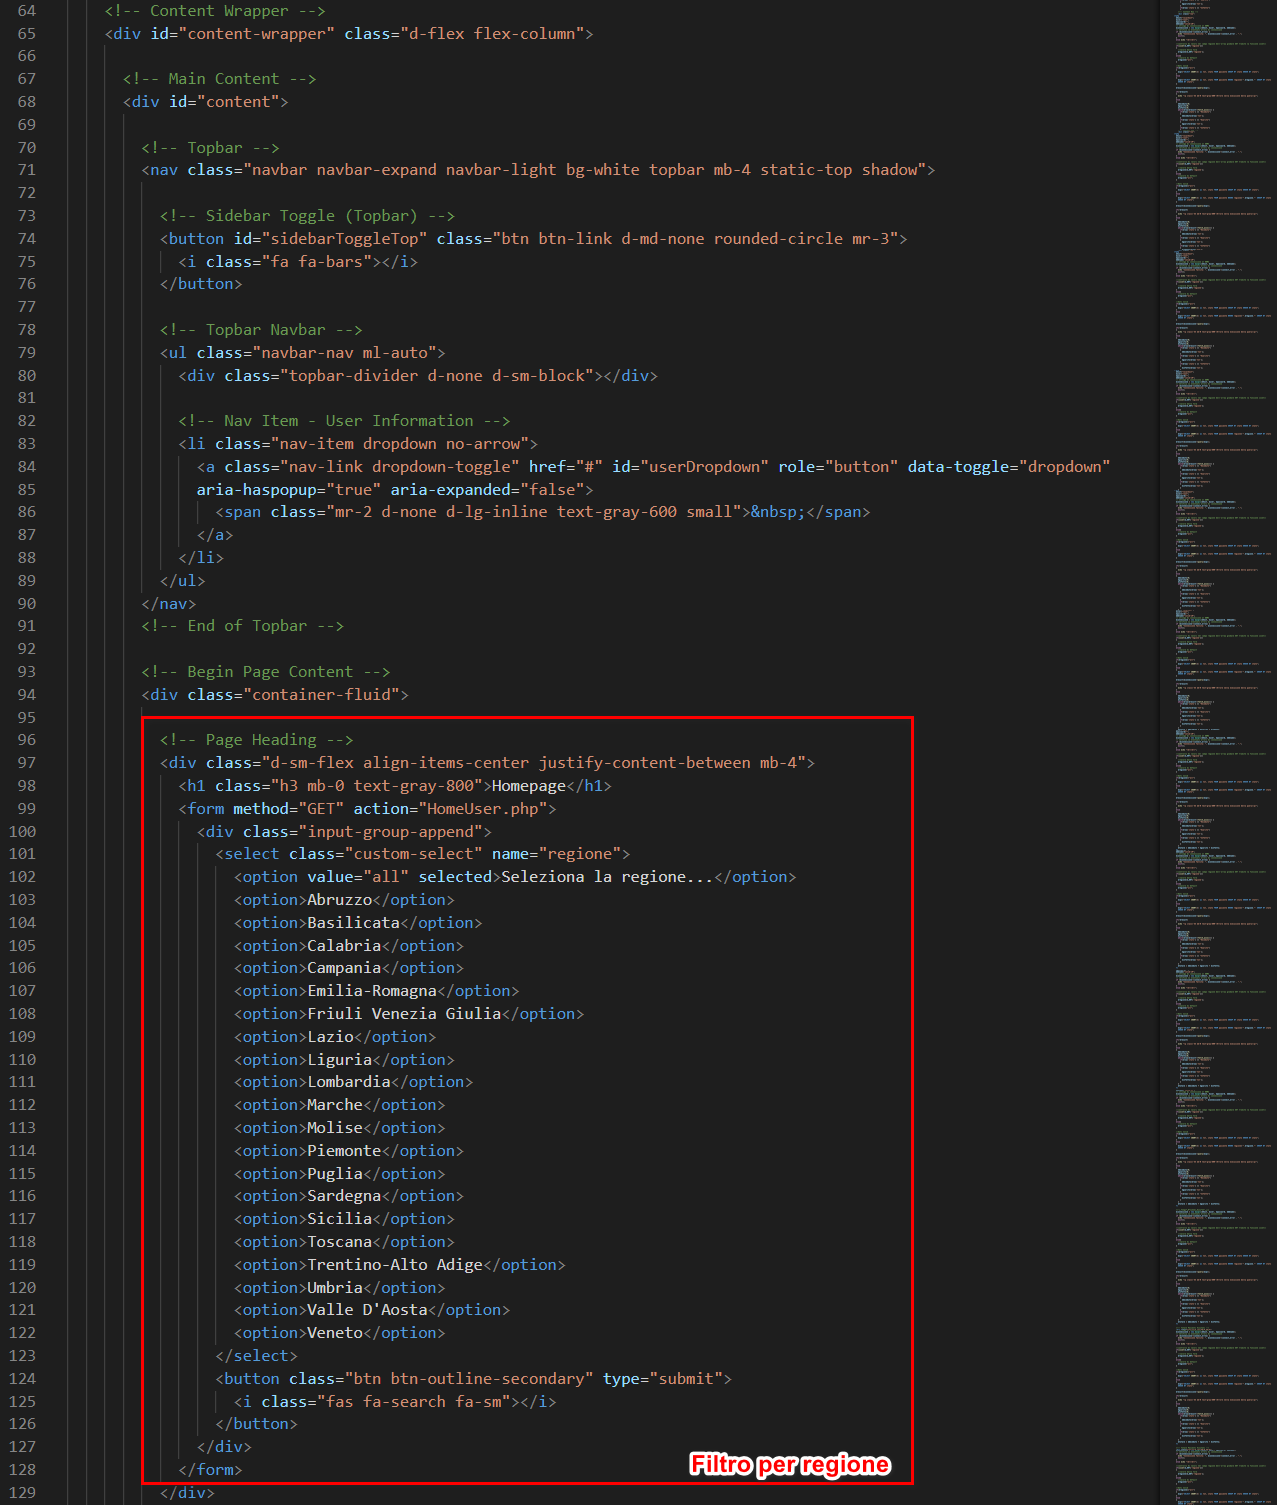 64 <!-- Content Wrapper -->
65 <div id="content-wrapper" class="d-flex flex-column">
66
67 <!-- Main Content -->
68 <div id="content">
69
70 <!-- Topbar -->
71 <nav class="navbar navbar-expand navbar-light bg-white topbar mb-4 static-top shadow">
72
73 <!-- Sidebar Toggle (Topbar) -->
74 <button id="sidebarToggleTop" class="btn btn-link d-md-none rounded-circle mr-3">
75 <i class="fa fa-bars"></i>
76 </button>
77
78 <!-- Topbar Navbar -->
79 <ul class="navbar-nav ml-auto">
80 <div class="topbar-divider d-none d-sm-block"></div>
81
82 <!-- Nav Item - User Information -->
83 <li class="nav-item dropdown no-arrow">
84 <a class="nav-link dropdown-toggle" href="#" id="userDropdown" role="button" data-toggle="dropdown"
85 aria-haspopup="true" aria-expanded="false">
86 <span class="mr-2 d-none d-lg-inline text-gray-600 small">&nbsp;</span>
87 </a>
88 </li>
89 </ul>
90 </nav>
91 <!-- End of Topbar -->
92
93 <!-- Begin Page Content -->
94 <div class="container-fluid">
95
96 <!-- Page Heading -->
97 <div class="d-sm-flex align-items-center justify-content-between mb-4">
98 <h1 class="h3 mb-0 text-gray-800">Homepage</h1>
99 <form method="GET" action="HomeUser.php">
100 <div class="input-group-append">
101 <select class="custom-select" name="regione">
102 <option value="all" selected>Seleziona la regione...</option>
103 <option>Abruzzo</option>
104 <option>Basilicata</option>
105 <option>Calabria</option>
106 <option>Campania</option>
107 <option>Emilia-Romagna</option>
108 <option>Friuli Venezia Giulia</option>
109 <option>Lazio</option>
110 <option>Liguria</option>
111 <option>Lombardia</option>
112 <option>Marche</option>
113 <option>Molise</option>
114 <option>Piemonte</option>
115 <option>Puglia</option>
116 <option>Sardegna</option>
117 <option>Sicilia</option>
118 <option>Toscana</option>
119 <option>Trentino-Alto Adige</option>
120 <option>Umbria</option>
121 <option>Valle D'Aosta</option>
122 <option>Veneto</option>
123 </select>
124 <button class="btn btn-outline-secondary" type="submit">
125 <i class="fas fa-search fa-sm"></i>
126 </button>
127 </div>
128 </form>
Filtro per regione
129 </div>